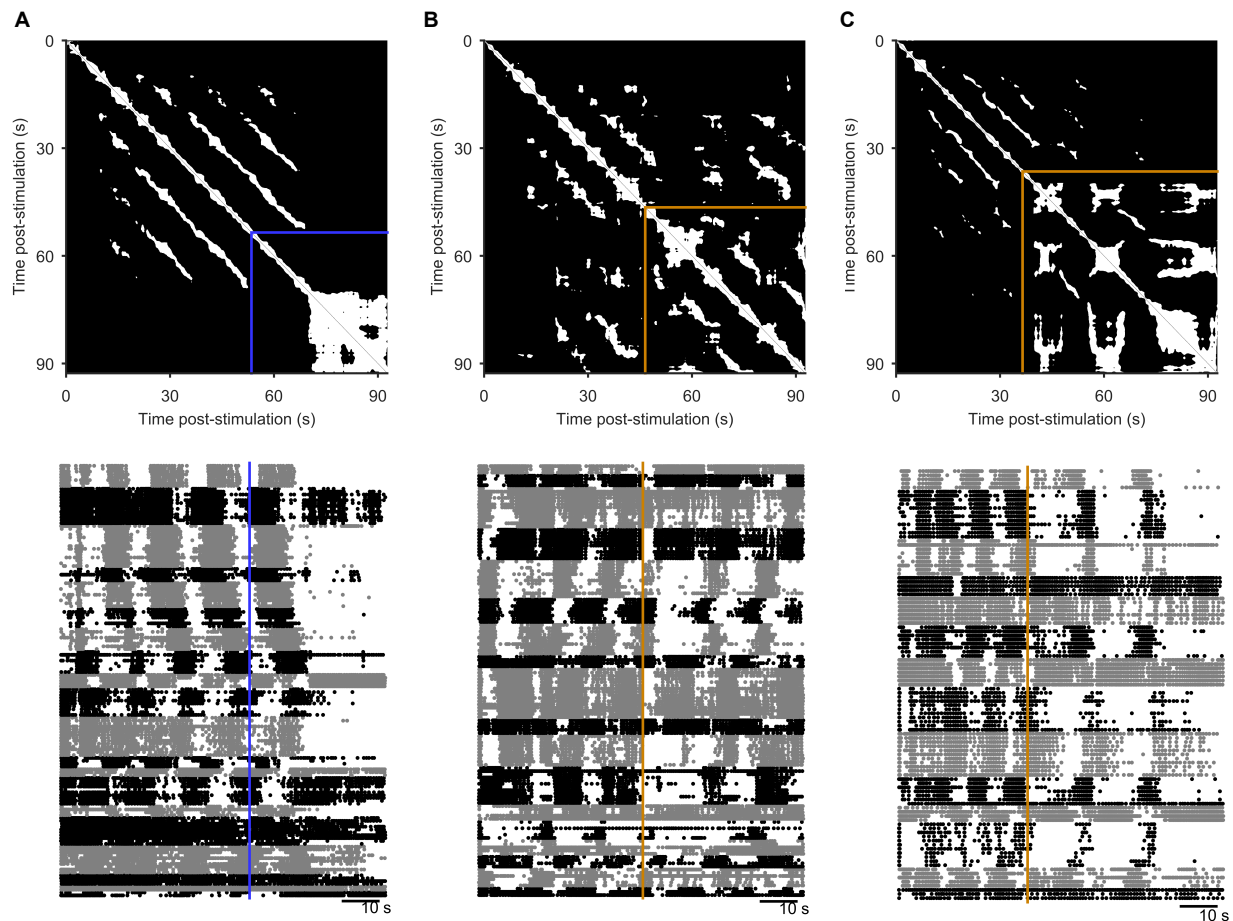 A B C
0 0 0
30 30 30
60 60 60
90 90 90
Time post-stimulation (s) Time post-stimulation (s) Time post-stimulation (s)
0 30 60 90 0 30 60 90 0 30 60 90
Time post-stimulation (s) Time post-stimulation (s) Time post-stimulation (s)
10 s 10 s 10 s